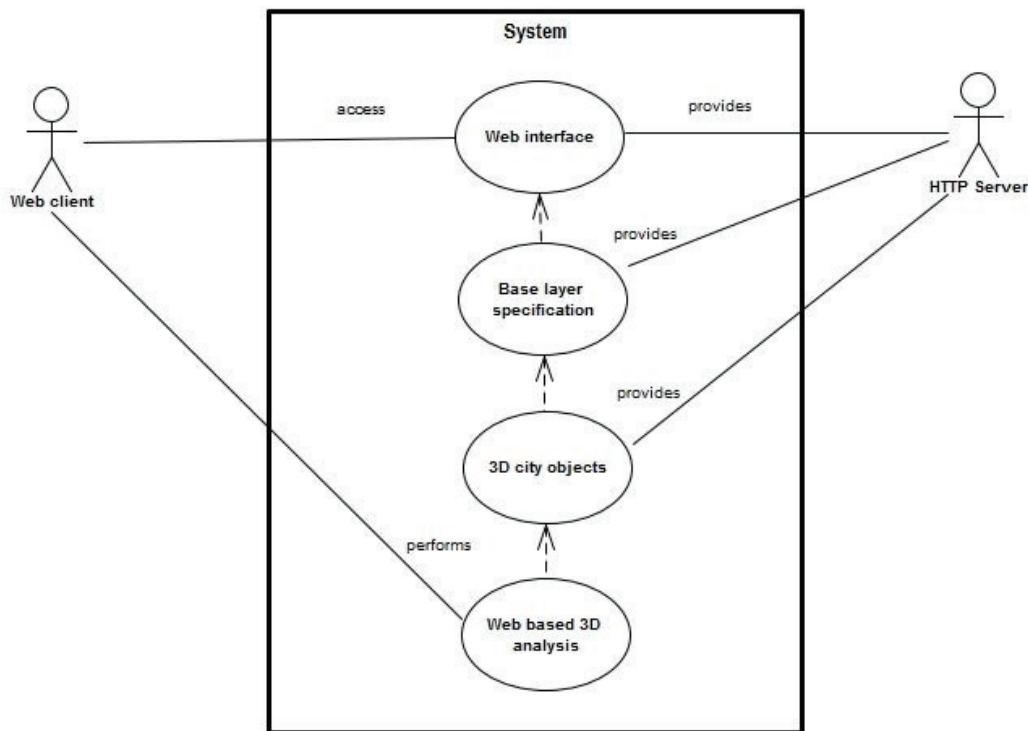 System
access
provides
Web interface
Web client
HTTP Server
provides
Base layer
specification
provides
3D city objects
performs
Web based 3D
analysis